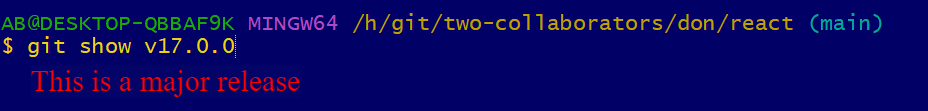 AB@DESKTOP-QBBAF9K MINGW64 /h/git/two-collaborators/don/react (main)
$ git show v17.0.0
This is a major release